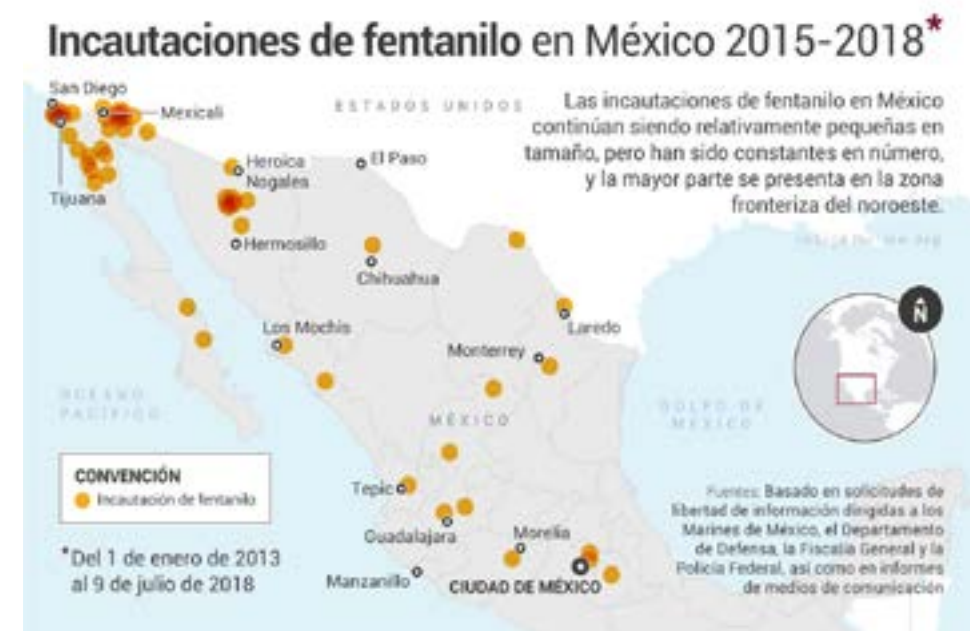 Incautaciones de fentanilo en México 2015-2018*
San Diego
Mexicali
Tijuana
ESTADOS UNIDOS
Las incautaciones de fentanilo en México
continúan siendo relativamente pequeñas en
tamaño, pero han sido constantes en número,
y la mayor parte se presenta en la zona
fronteriza del noroeste.
Heroica
Nogales
El Paso
Hermosillo
Chihuahua
N
Los Mochis
Laredo
Monterrey
OCÉANO
PACÍFICO
MÉXICO
GOLFO DE
MÉXICO
CONVENCIÓN
Incautación de fentanilo
Tepic
Guadalajara
Morelia
Manzanillo
CIUDAD DE MÉXICO
*Del 1 de enero de 2013
al 9 de julio de 2018
Fuentes: Basado en solicitudes de
libertad de información dirigidas a los
Marines de México, el Departamento
de Defensa, la Fiscalía General y la
Policía Federal, así como en informes
de medios de comunicación